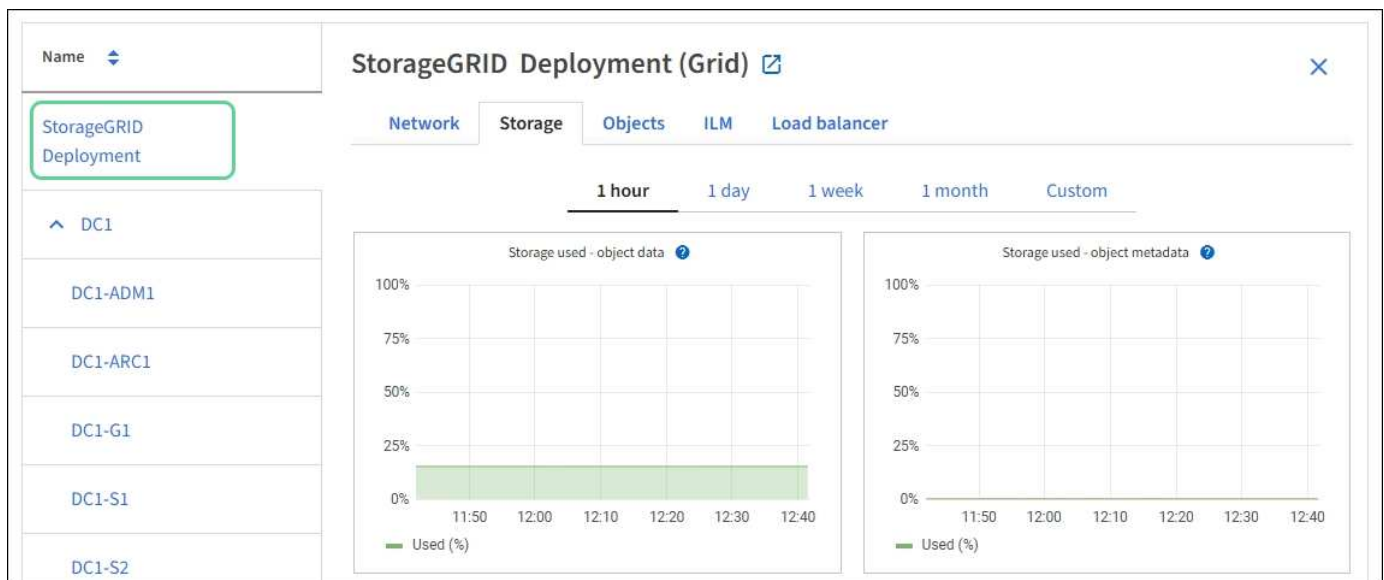 Name
StorageGRID
Deployment
DC1
DC1-ADM1
DC1-ARC1
DC1-G1
DC1-S1
DC1-S2
StorageGRID Deployment (Grid)
Network Storage Objects ILM Load balancer
1 hour 1 day 1 week 1 month Custom
Storage used - object data
100%
75%
50%
25%
0%
11:50 12:00 12:10 12:20 12:30 12:40
Used (%)
Storage used - object metadata
100%
75%
50%
25%
0%
11:50 12:00 12:10 12:20 12:30 12:40
Used (%)